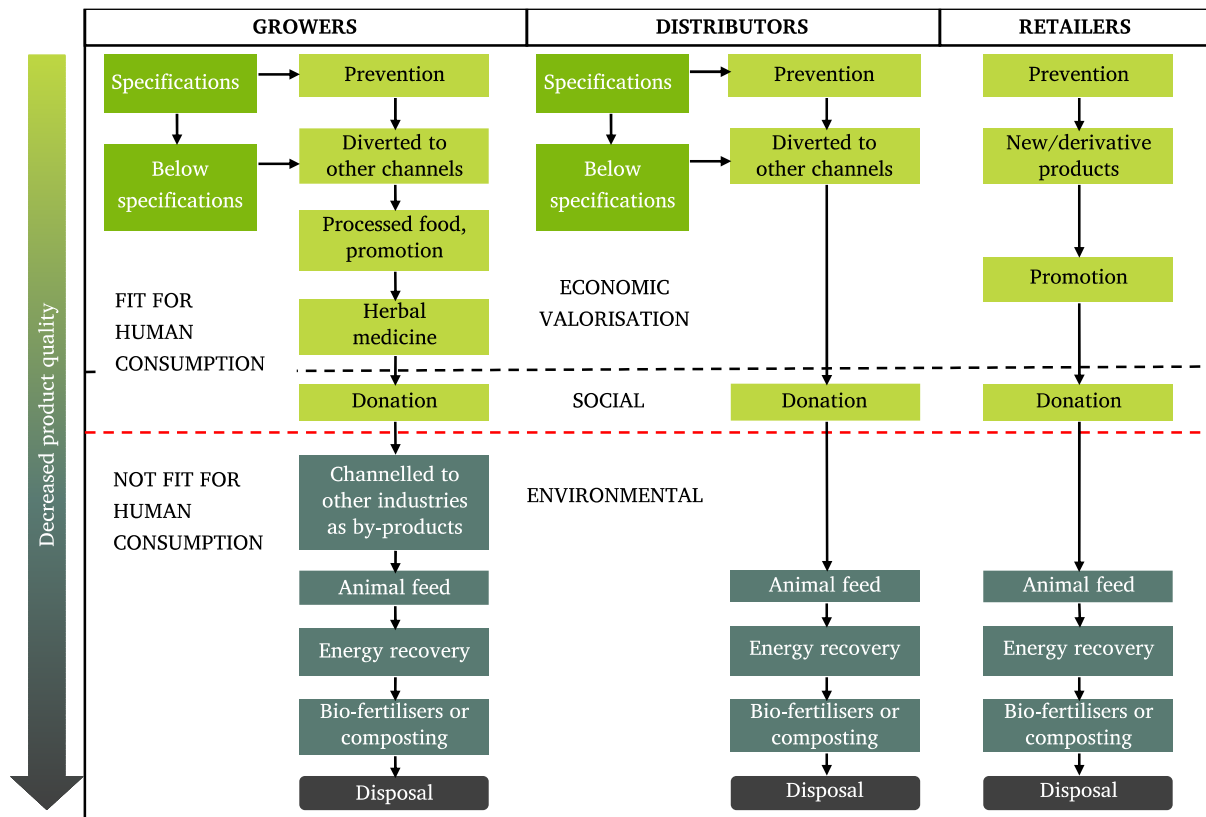 GROWERS
DISTRIBUTORS
RETAILERS
Decreased product quality
Specifications
Prevention
Below
specifications
Diverted to
other channels
Processed food,
promotion
Herbal
medicine
FIT FOR
HUMAN
CONSUMPTION
Donation
NOT FIT FOR
HUMAN
CONSUMPTION
Channelled to
other industries
as by-products
Animal feed
Energy recovery
Bio-fertilisers or
composting
Disposal
Specifications
Prevention
Below
specifications
Diverted to
other channels
ECONOMIC
VALORISATION
SOCIAL
Donation
ENVIRONMENTAL
Animal feed
Energy recovery
Bio-fertilisers or
composting
Disposal
Prevention
New/derivative
products
Promotion
Donation
Animal feed
Energy recovery
Bio-fertilisers or
composting
Disposal